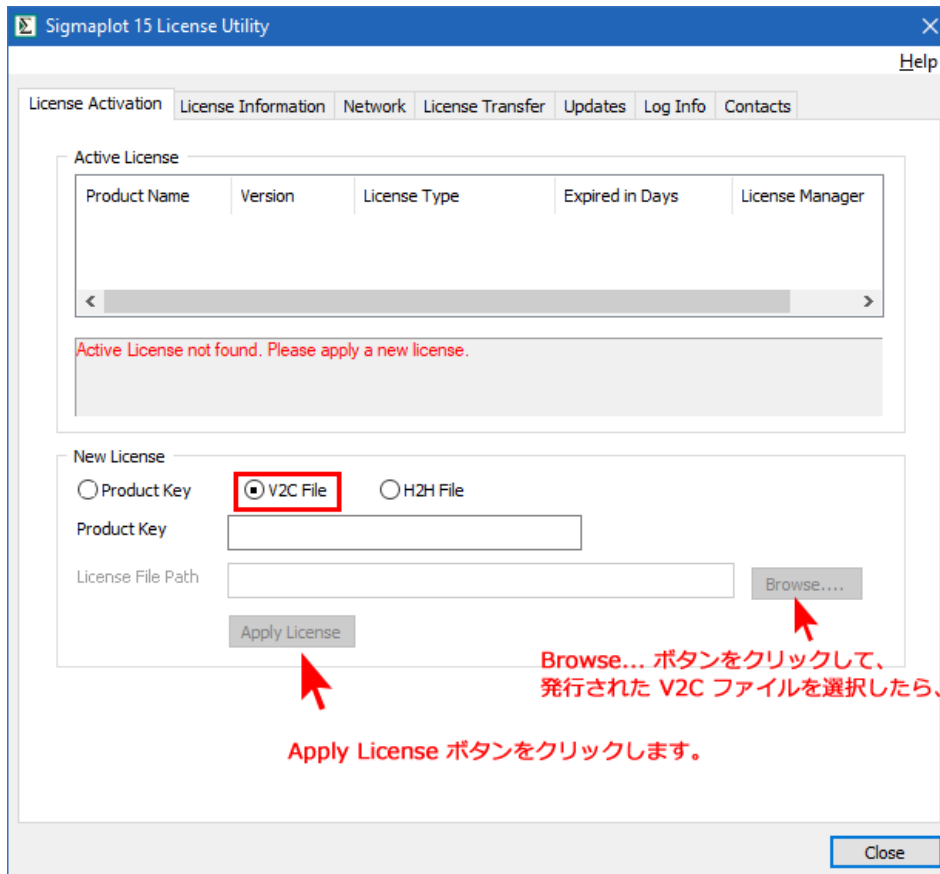 Sigmaplot 15 License Utility
Help
License Activation License Information Network License Transfer Updates Log Info Contacts
Active License
Product Name Version License Type Expired in Days License Manager
Active License not found. Please apply a new license.
New License
Product Key V2C File H2H File
Product Key
License File Path Browse....
Apply License
Browse... ボタンをクリックして、
発行された V2C ファイルを選択したら、
Apply License ボタンをクリックします。
Close